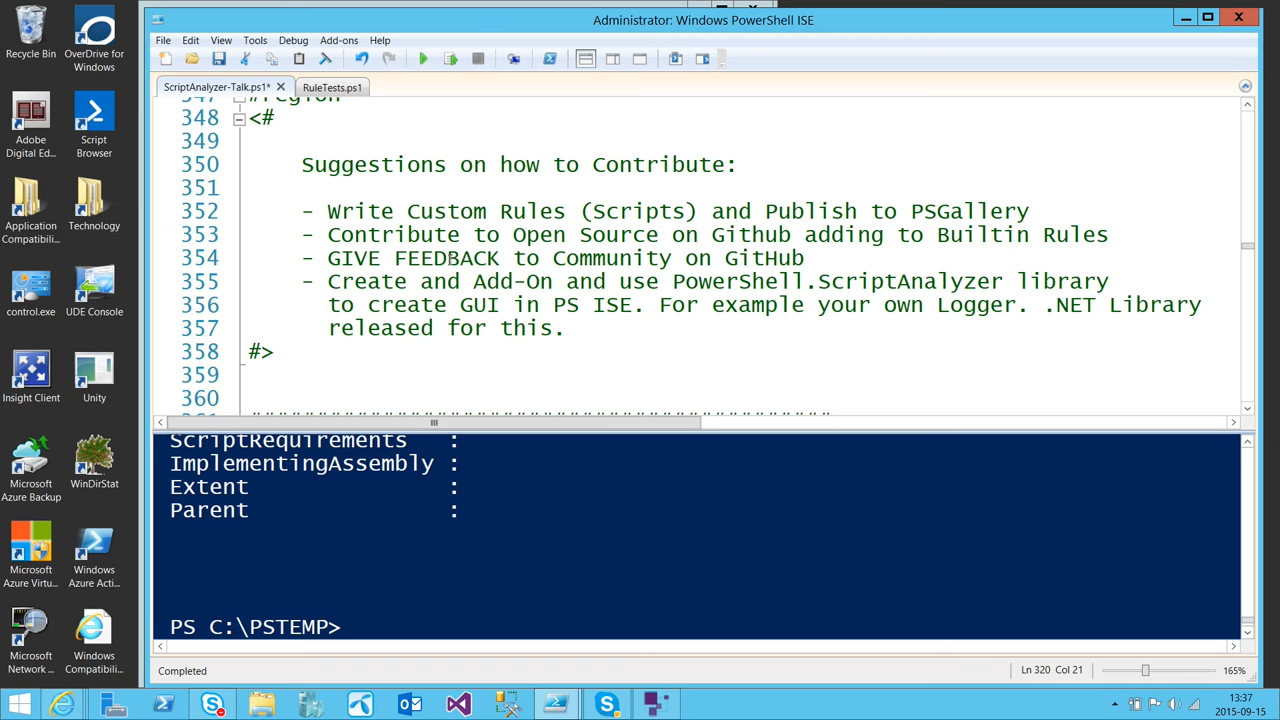 Recycle Bin
OverDrive for
Windows
Adobe
Digital Ed...
Script
Browser
Application
Compatibili...
Technology
control.exe
UDE Console
Insight Client
Unity
Microsoft
Azure Backup
WinDirStat
Microsoft
Azure Virtu...
Windows
Azure Acti...
Microsoft
Network ...
Windows
Compatibili...
Administrator: Windows PowerShell ISE
File Edit View Tools Debug Add-ons Help
ScriptAnalyzer-Talk.ps1* RuleTests.ps1
347 #region
348 <#
349
350 Suggestions on how to Contribute:
351
352 - Write Custom Rules (Scripts) and Publish to PSGallery
353 - Contribute to Open Source on Github adding to Builtin Rules
354 - GIVE FEEDBACK to Community on GitHub
355 - Create and Add-On and use PowerShell.ScriptAnalyzer library
356 to create GUI in PS ISE. For example your own Logger. .NET Library
357 released for this.
358 #>
359
360
361 ############################################
ScriptRequirements :
ImplementingAssembly :
Extent :
Parent :
PS C:\PSTEMP>
Completed
Ln 320 Col 21
165%
13:37
2015-09-15